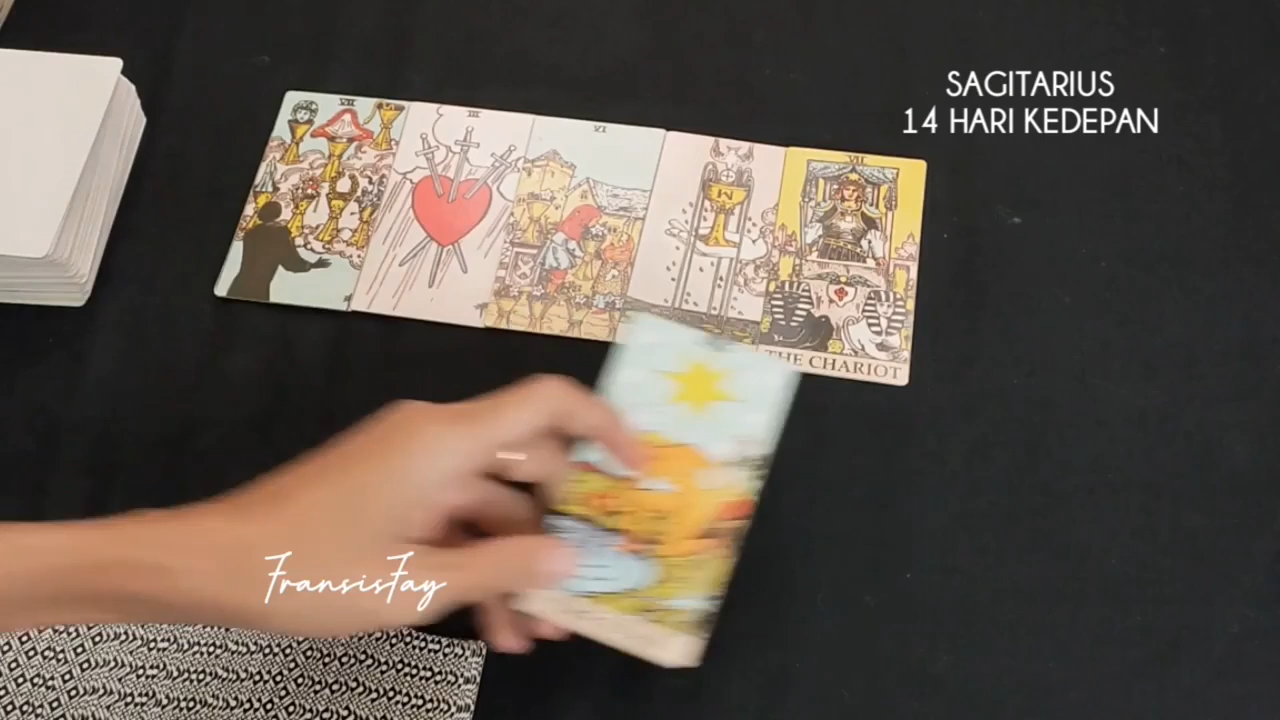 SAGITARIUS
14 HARI KEDEPAN
VII
III
VI
VII
THE CHARIOT
FransisFay